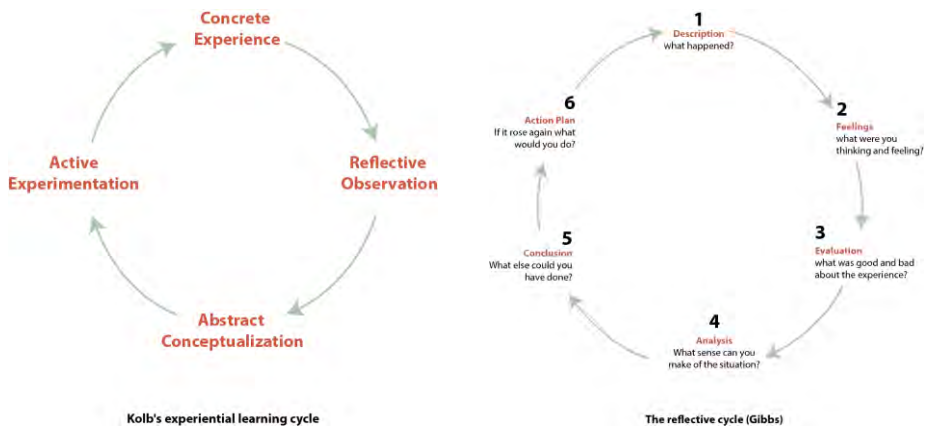 Concrete
Experience
Reflective
Observation
Abstract
Conceptualization
Active
Experimentation
Kolb's experiential learning cycle
1
Description
what happened?
2
Feelings
what were you
thinking and feeling?
3
Evaluation
what was good and bad
about the experience?
4
Analysis
What sense can you
make of the situation?
5
Conclusion
What else could you
have done?
6
Action Plan
If it rose again what
would you do?
The reflective cycle (Gibbs)